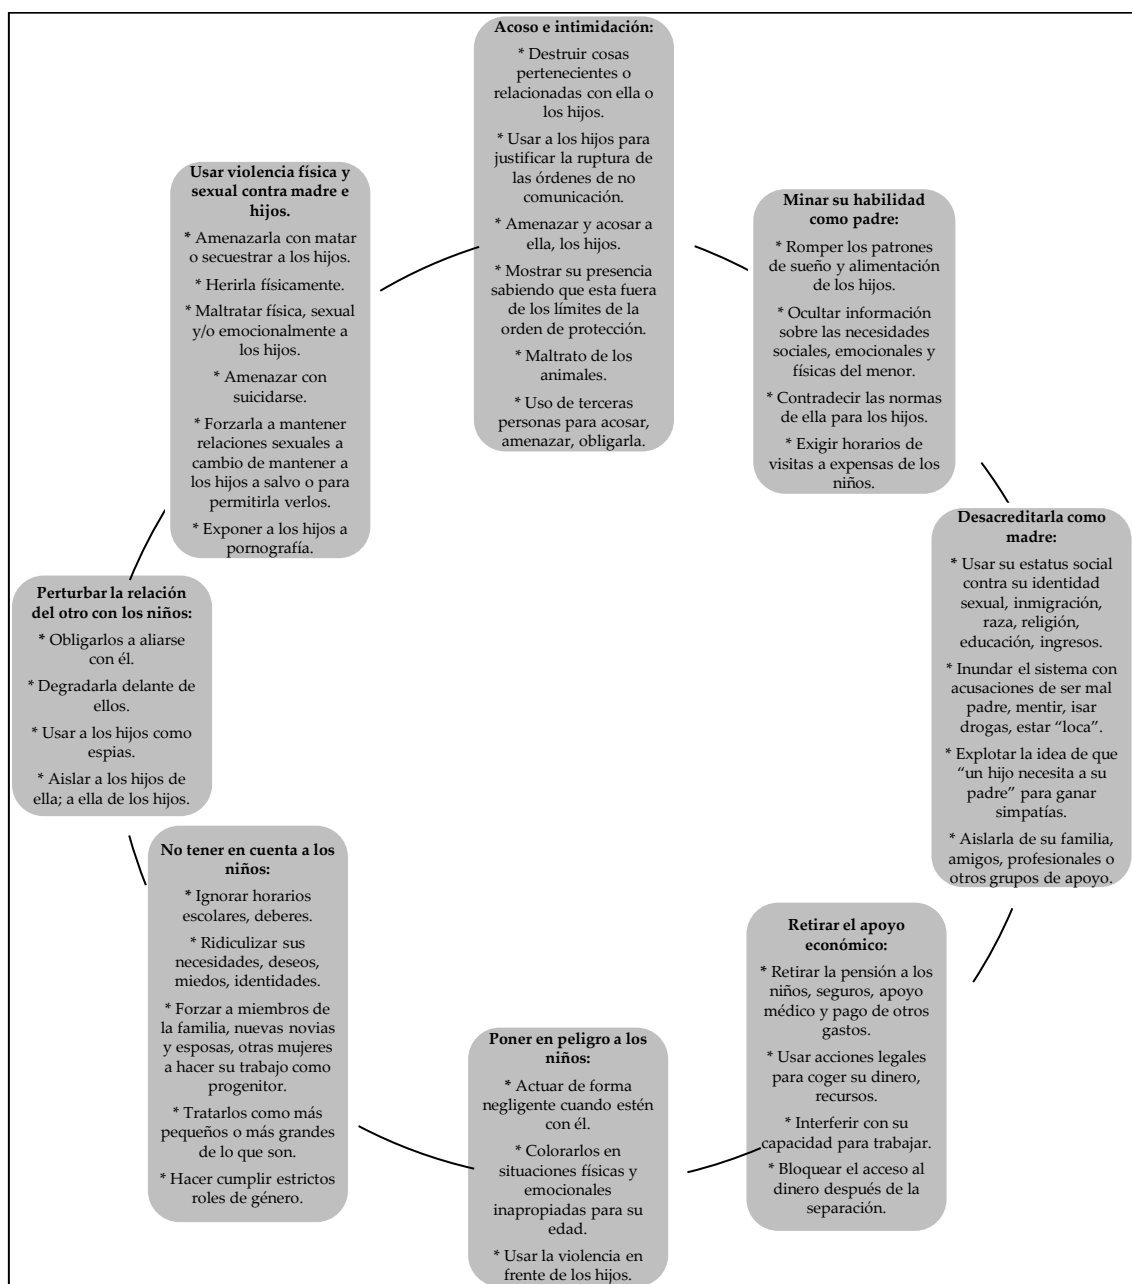 Acoso e intimidación:
* Destruir cosas
pertenecientes o
relacionadas con ella o
los hijos.
* Usar a los hijos para
justificar la ruptura de
las órdenes de no
comunicación.
* Amenazar y acosar a
ella, los hijos.
* Mostrar su presencia
sabiendo que esta fuera
de los límites de la
orden de protección.
* Maltrato de los
animales.
* Uso de terceras
personas para acosar,
amenazar, obligarla.
Minar su habilidad
como padre:
* Romper los patrones
de sueño y alimentación
de los hijos.
* Ocultar información
sobre las necesidades
sociales, emocionales y
físicas del menor.
* Contradecir las normas
de ella para los hijos.
* Exigir horarios de
visitas a expensas de los
niños.
Desacreditarla como
madre:
* Usar su estatus social
contra su identidad
sexual, inmigración,
raza, religión,
educación, ingresos.
* Inundar el sistema con
acusaciones de ser mal
padre, mentir, isar
drogas, estar “loca”.
* Explotar la idea de que
“un hijo necesita a su
padre” para ganar
simpatías.
* Aislarla de su familia,
amigos, profesionales o
otros grupos de apoyo.
Retirar el apoyo
económico:
* Retirar la pensión a los
niños, seguros, apoyo
médico y pago de otros
gastos.
* Usar acciones legales
para coger su dinero,
recursos.
* Interferir con su
capacidad para trabajar.
* Bloquear el acceso al
dinero después de la
separación.
Poner en peligro a los
niños:
* Actuar de forma
negligente cuando estén
con él.
* Colorarlos en
situaciones físicas y
emocionales
inapropiadas para su
edad.
* Usar la violencia en
frente de los hijos.
No tener en cuenta a los
niños:
* Ignorar horarios
escolares, deberes.
* Ridiculizar sus
necesidades, deseos,
miedos, identidades.
* Forzar a miembros de
la familia, nuevas novias
y esposas, otras mujeres
a hacer su trabajo como
progenitor.
* Tratarlos como más
pequeños o más grandes
de lo que son.
* Hacer cumplir estrictos
roles de género.
Perturbar la relación
del otro con los niños:
* Obligarlos a aliarse
con él.
* Degradarla delante de
ellos.
* Usar a los hijos como
espias.
* Aislar a los hijos de
ella; a ella de los hijos.
Usar violencia física y
sexual contra madre e
hijos.
* Amenazarla con matar
o secuestrar a los hijos.
* Herirla físicamente.
* Maltratar física, sexual
y/o emocionalmente a
los hijos.
* Amenazar con
suicidarse.
* Forzarla a mantener
relaciones sexuales a
cambio de mantener a
los hijos a salvo o para
permitirla verlos.
* Exponer a los hijos a
pornografía.